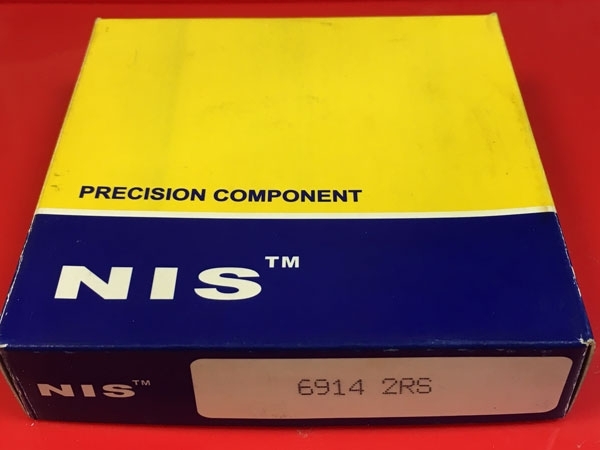 PRECISION COMPONENT
NIS™
NIS™
6914 2RS